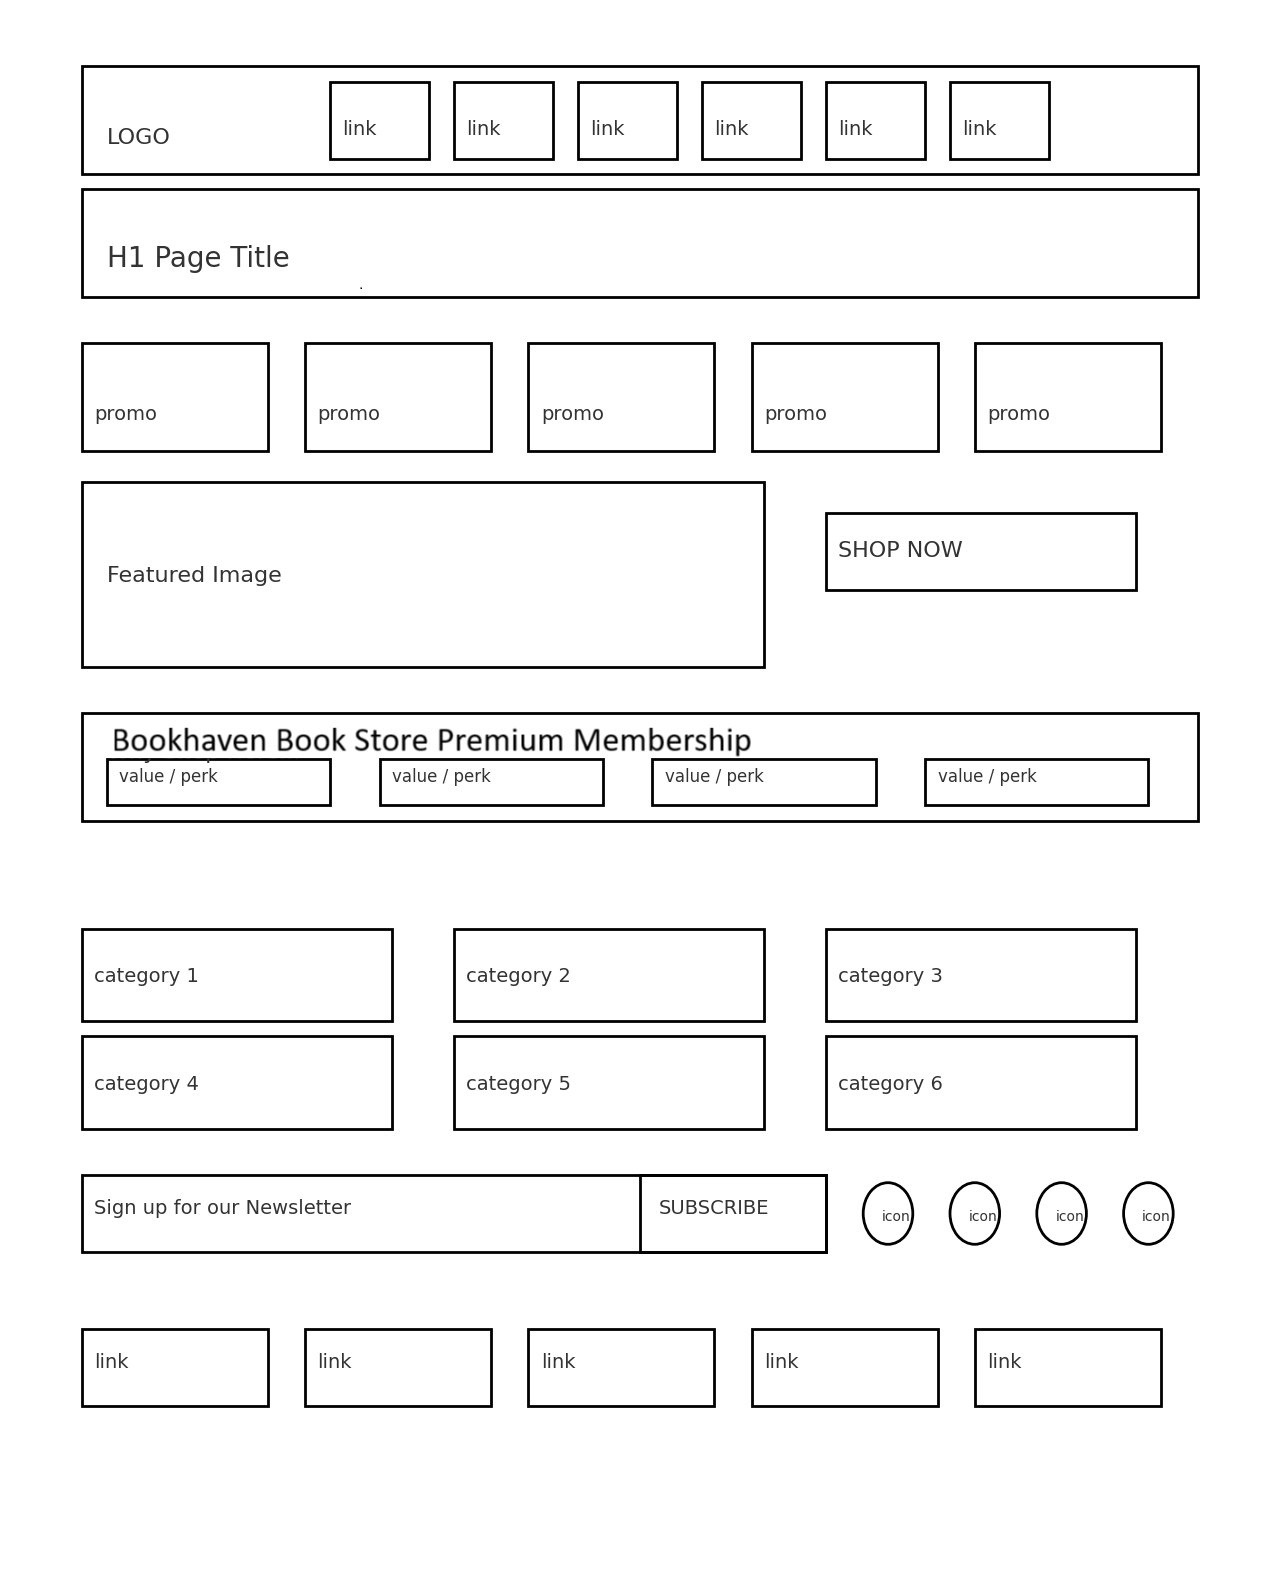 LOGO link link link link link link
H1 Page Title
promo promo promo promo promo
Featured Image
SHOP NOW
Bookhaven Book Store Premium Membership
value / perk value / perk value / perk value / perk
category 1 category 2 category 3
category 4 category 5 category 6
Sign up for our Newsletter SUBSCRIBE icon icon icon icon
link link link link link